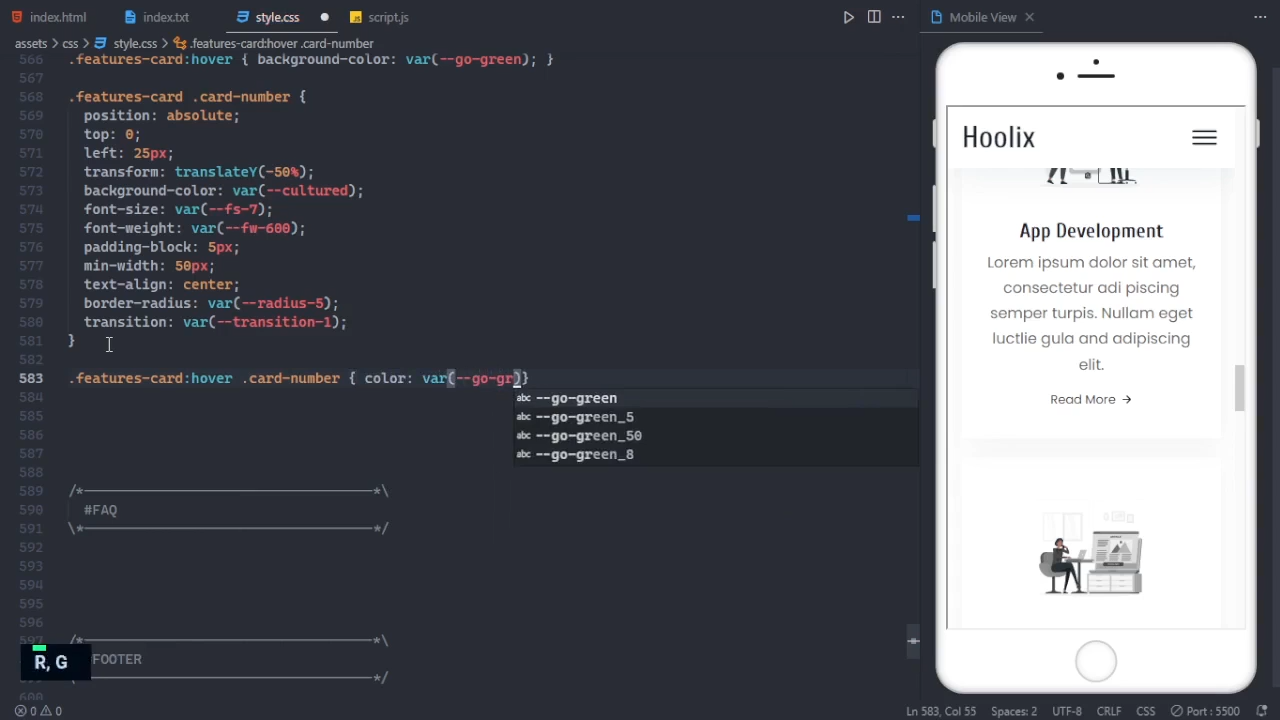 index.html index.txt style.css script.js
Mobile View
assets > css > style.css > .features-card:hover .card-number
566 .features-card:hover { background-color: var(--go-green); }
567
568 .features-card .card-number {
569 position: absolute;
570 top: 0;
571 left: 25px;
572 transform: translateY(-50%);
573 background-color: var(--cultured);
574 font-size: var(--fs-7);
575 font-weight: var(--fw-600);
576 padding-block: 5px;
577 min-width: 50px;
578 text-align: center;
579 border-radius: var(--radius-5);
580 transition: var(--transition-1);
581 }
582
583 .features-card:hover .card-number { color: var(--go-gr)}
584 abc --go-green
585 abc --go-green_5
586 abc --go-green_50
587 abc --go-green_8
588
589 /*-----------------------------------*\
590 #FAQ
591 \*-----------------------------------*/
592
593
594
595
596
597 /*-----------------------------------*\
FOOTER
\*-----------------------------------*/
600
R, G
Hoolix
App Development
Lorem ipsum dolor sit amet,
consectetur adi piscing
semper turpis. Nullam eget
luctlie gula and adipiscing
elit.
Read More →
0 0 Ln 583, Col 55 Spaces: 2 UTF-8 CRLF CSS Port : 5500